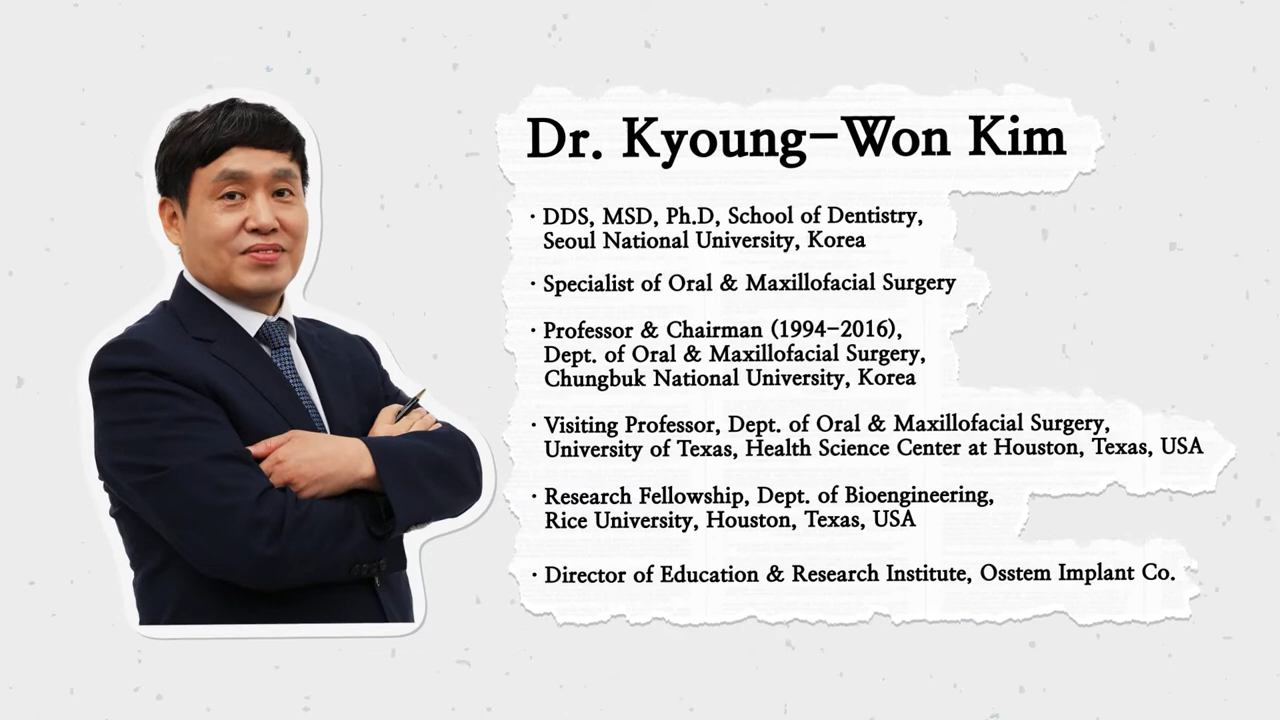 Dr. Kyoung-Won Kim
· DDS, MSD, Ph.D, School of Dentistry,
Seoul National University, Korea
· Specialist of Oral & Maxillofacial Surgery
· Professor & Chairman (1994-2016),
Dept. of Oral & Maxillofacial Surgery,
Chungbuk National University, Korea
· Visiting Professor, Dept. of Oral & Maxillofacial Surgery,
University of Texas, Health Science Center at Houston, Texas, USA
· Research Fellowship, Dept. of Bioengineering,
Rice University, Houston, Texas, USA
· Director of Education & Research Institute, Osstem Implant Co.